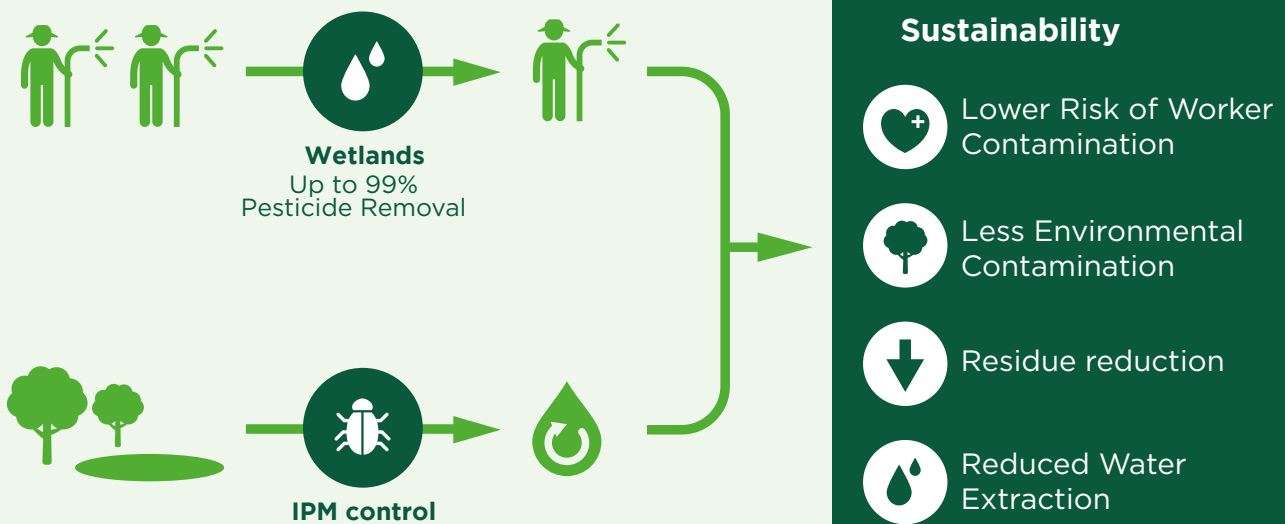 Wetlands
Up to 99%
Pesticide Removal
IPM control
Sustainability
Lower Risk of Worker
Contamination
Less Environmental
Contamination
Residue reduction
Reduced Water
Extraction